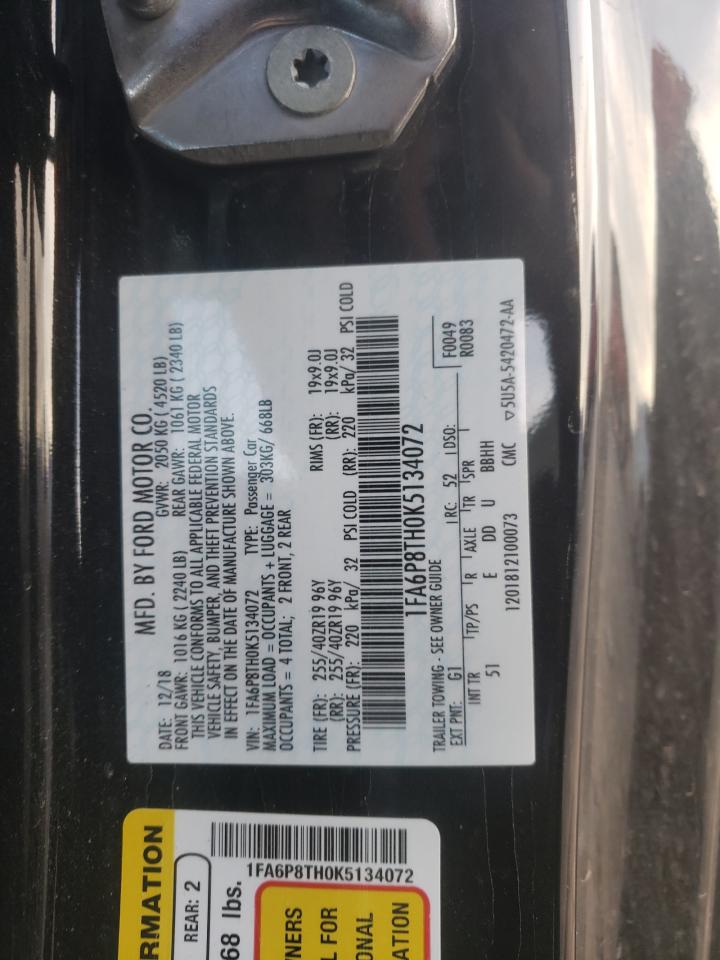 MFD. BY FORD MOTOR CO.
DATE: 12/18 GVWR: 2050 KG ( 4520 LB)
FRONT GAWR: 1016 KG ( 2240 LB) REAR GAWR: 1061 KG ( 2340 LB)
THIS VEHICLE CONFORMS TO ALL APPLICABLE FEDERAL MOTOR
VEHICLE SAFETY, BUMPER, AND THEFT PREVENTION STANDARDS
IN EFFECT ON THE DATE OF MANUFACTURE SHOWN ABOVE.
VIN: 1FA6P8TH0K5134072 TYPE: Passenger Car
MAXIMUM LOAD = OCCUPANTS + LUGGAGE = 303KG/ 668LB
OCCUPANTS = 4 TOTAL; 2 FRONT, 2 REAR
TIRE (FR): 255/40ZR19 96Y RIMS (FR): 19x9.0J
(RR): 255/40ZR19 96Y (RR): 19x9.0J
PRESSURE (FR): 220 kPa/ 32 PSI COLD (RR): 220 kPa/ 32 PSI COLD
1FA6P8TH0K5134072
TRAILER TOWING - SEE OWNER GUIDE F0049
EXT PNT: G1 RC: 52 DSO: R0083
INT TR TP/PS R AXLE TR SPR
51 E DD U BBHH
1201812100073 CMC ▽5U5A-5420472-AA
RMATION
REAR: 2
68 lbs.
1FA6P8TH0K5134072
NERS
L FOR
ONAL
ATION